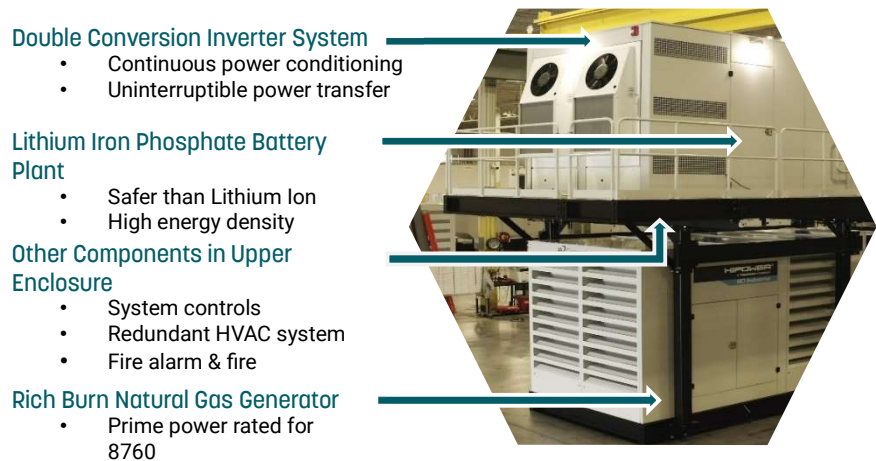 Double Conversion Inverter System
• Continuous power conditioning
• Uninterruptible power transfer
Lithium Iron Phosphate Battery
Plant
• Safer than Lithium Ion
• High energy density
Other Components in Upper
Enclosure
• System controls
• Redundant HVAC system
• Fire alarm & fire
Rich Burn Natural Gas Generator
• Prime power rated for
8760
HIPOWER